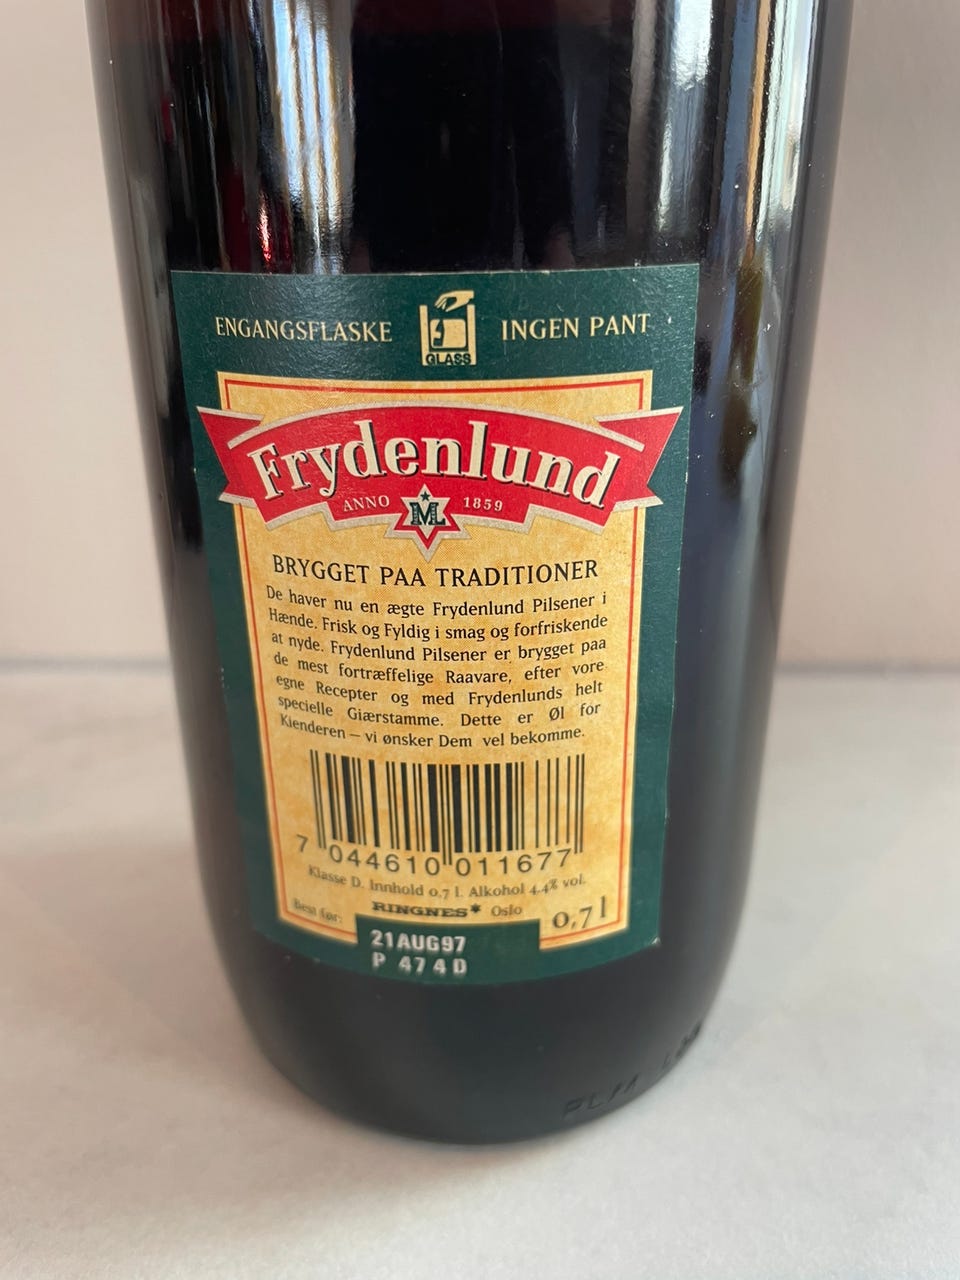 ENGANGSFLASKE INGEN PANT
GLASS
Frydenlund
ANNO ML 1859
BRYGGET PAA TRADITIONER
De haver nu en ægte Frydenlund Pilsener i
Hænde. Frisk og Fyldig i smag og forfriskende
at nyde. Frydenlund Pilsener er brygget paa
de mest fortræffelige Raavare, efter vore
egne Recepter og med Frydenlunds helt
specielle Giærstamme. Dette er Øl for
Kienderen – vi ønsker Dem vel bekomme.
7 044610 011677
Klasse D. Innhold 0,7 l. Alkohol 4.4% vol.
Best før: RINGNES* Oslo 0,7 l
21AUG97
P 474D
PLM